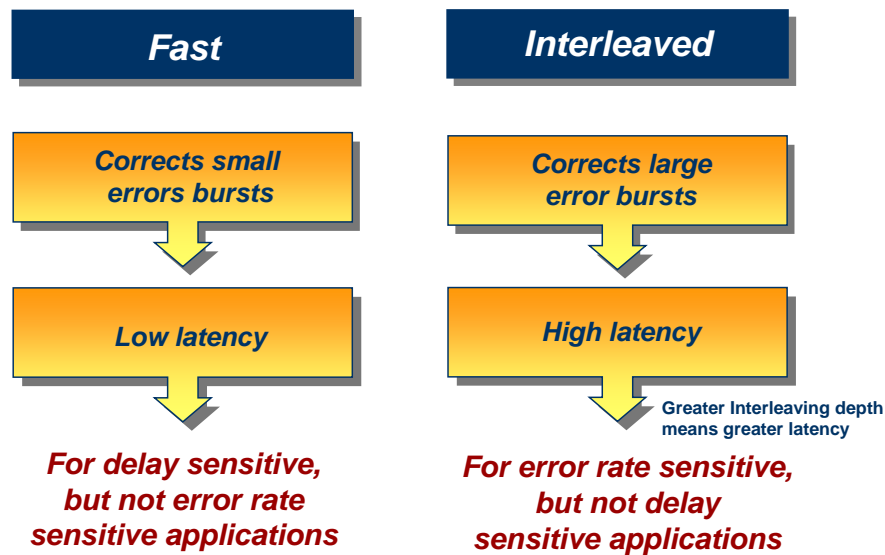 Fast
Corrects small
errors bursts
Low latency
For delay sensitive,
but not error rate
sensitive applications
Interleaved
Corrects large
error bursts
High latency
Greater Interleaving depth
means greater latency
For error rate sensitive,
but not delay
sensitive applications